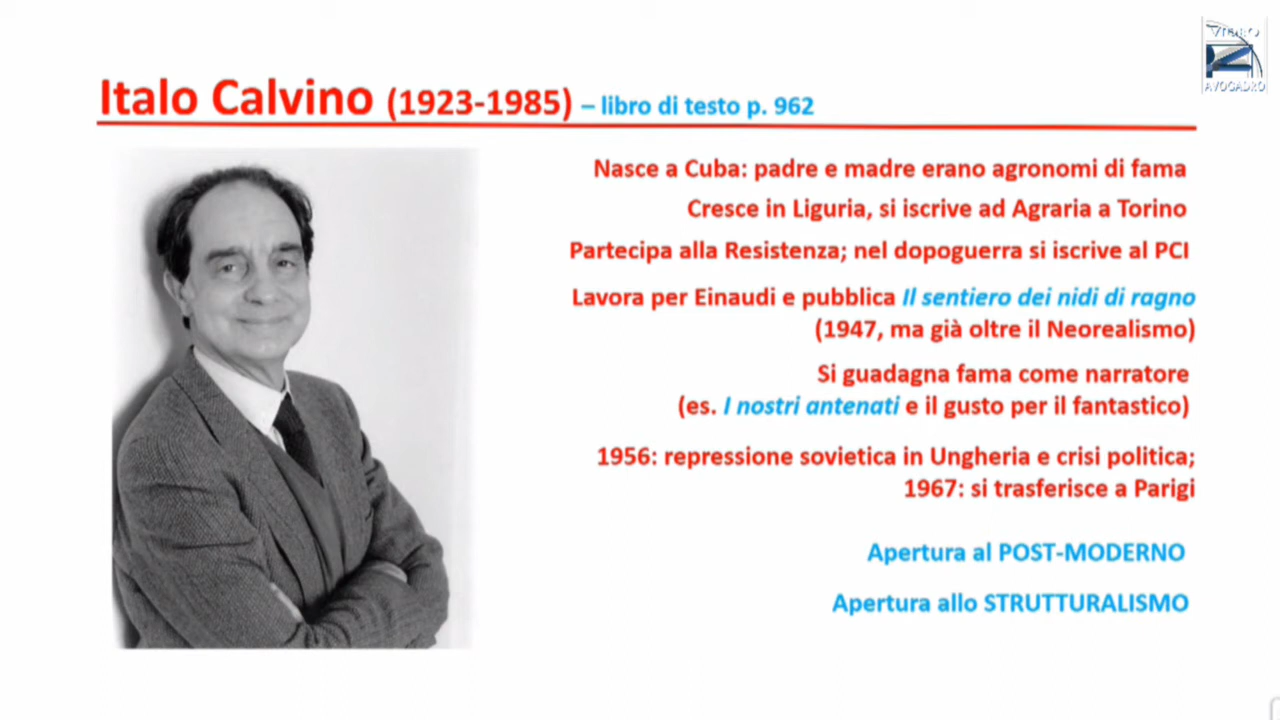 VIDEO
AVOGADRO
Italo Calvino (1923-1985) – libro di testo p. 962
Nasce a Cuba: padre e madre erano agronomi di fama
Cresce in Liguria, si iscrive ad Agraria a Torino
Partecipa alla Resistenza; nel dopoguerra si iscrive al PCI
Lavora per Einaudi e pubblica Il sentiero dei nidi di ragno
(1947, ma già oltre il Neorealismo)
Si guadagna fama come narratore
(es. I nostri antenati e il gusto per il fantastico)
1956: repressione sovietica in Ungheria e crisi politica;
1967: si trasferisce a Parigi
Apertura al POST-MODERNO
Apertura allo STRUTTURALISMO